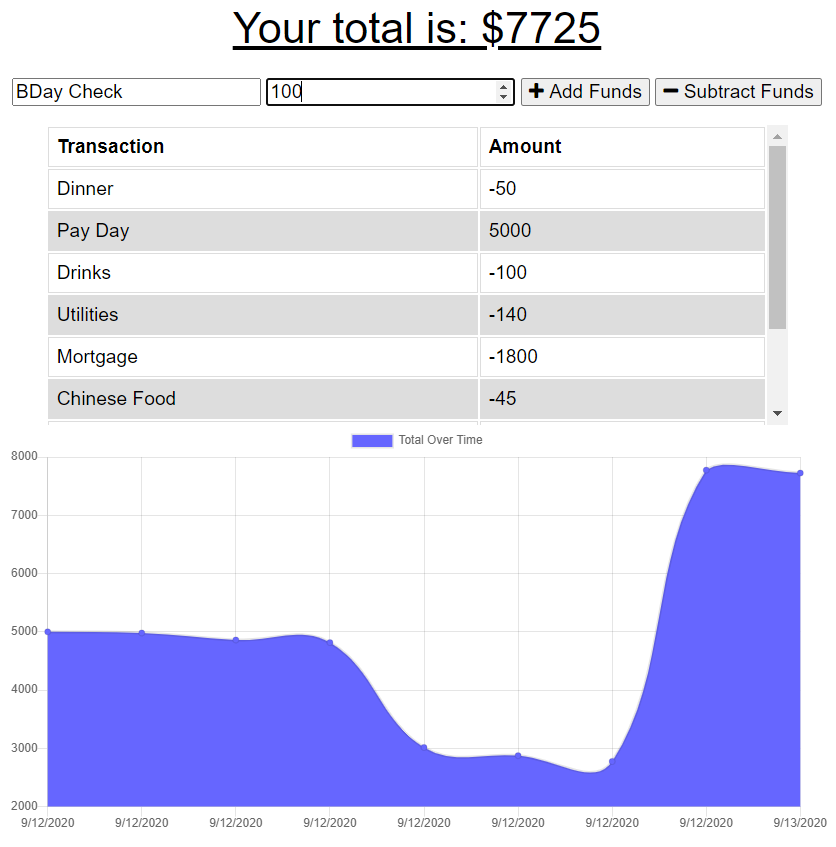 Your total is: $7725
BDay Check 100 Add Funds Subtract Funds
Transaction Amount
Dinner -50
Pay Day 5000
Drinks -100
Utilities -140
Mortgage -1800
Chinese Food -45
Total Over Time
8000
7000
6000
5000
4000
3000
2000
9/12/2020 9/12/2020 9/12/2020 9/12/2020 9/12/2020 9/12/2020 9/12/2020 9/12/2020 9/13/2020